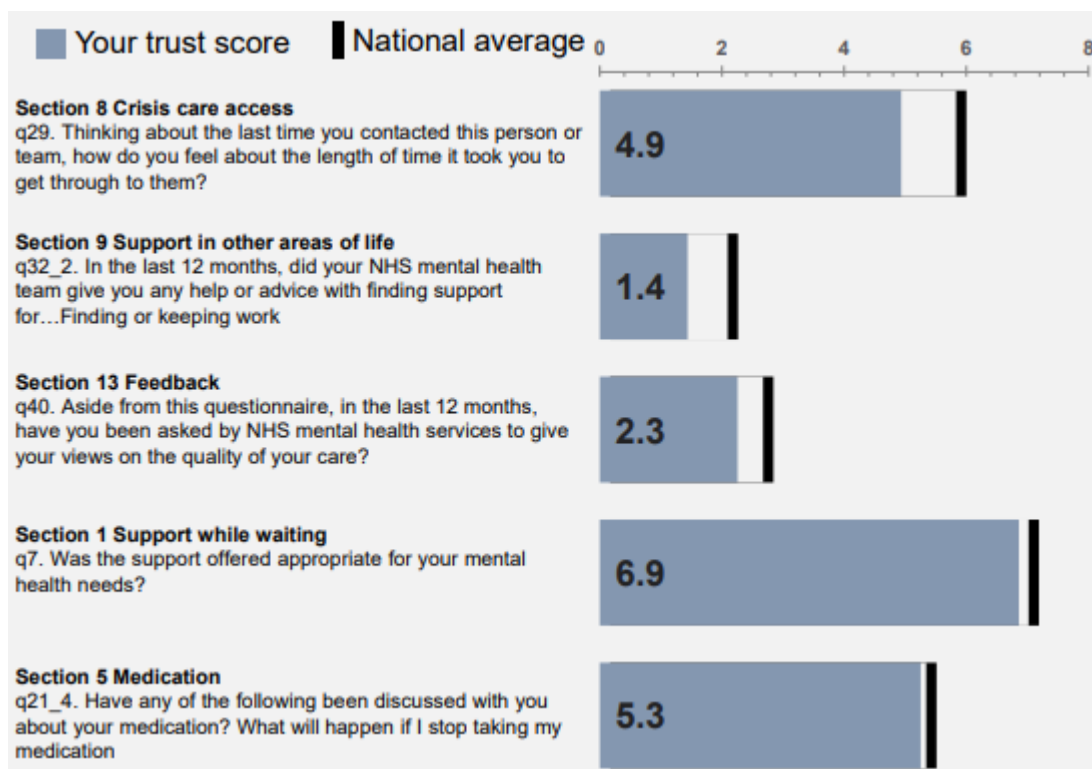 Your trust score National average
0 2 4 6 8
Section 8 Crisis care access
q29. Thinking about the last time you contacted this person or
team, how do you feel about the length of time it took you to
get through to them?
4.9
Section 9 Support in other areas of life
q32_2. In the last 12 months, did your NHS mental health
team give you any help or advice with finding support
for…Finding or keeping work
1.4
Section 13 Feedback
q40. Aside from this questionnaire, in the last 12 months,
have you been asked by NHS mental health services to give
your views on the quality of your care?
2.3
Section 1 Support while waiting
q7. Was the support offered appropriate for your mental
health needs?
6.9
Section 5 Medication
q21_4. Have any of the following been discussed with you
about your medication? What will happen if I stop taking my
medication
5.3